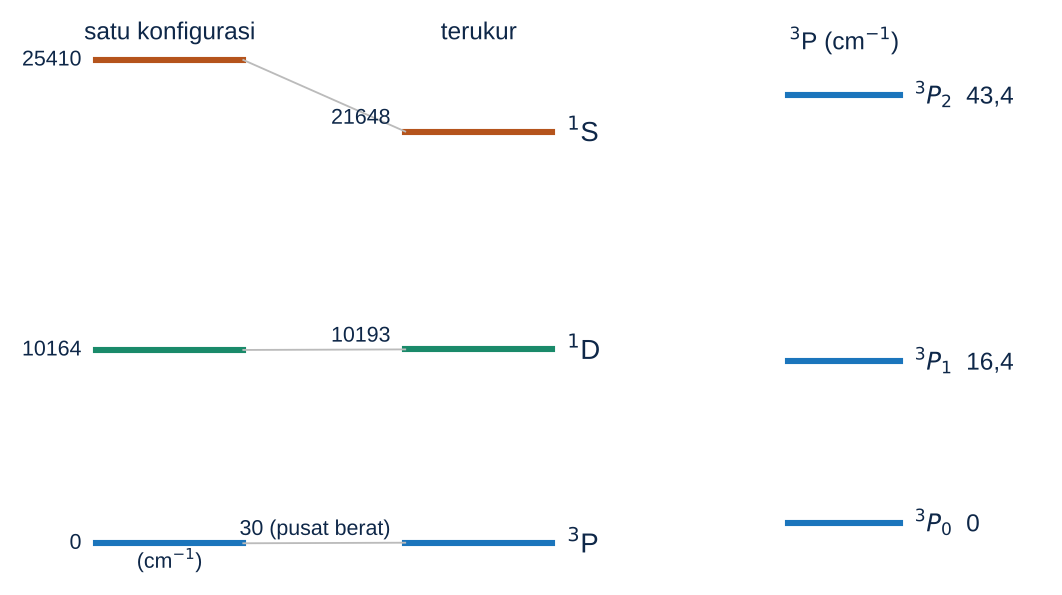 satu konfigurasi
terukur
³P (cm⁻¹)
25410
21648
¹S
³P₂ 43,4
10164
10193
¹D
³P₁ 16,4
0
30 (pusat berat)
³P
³P₀ 0
(cm⁻¹)